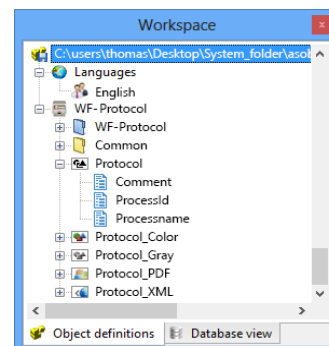 Workspace
C:\users\thomas\Desktop\System_folder\asob
Languages
English
WF-Protocol
WF-Protocol
Common
Protocol
Comment
ProcessId
Processname
Protocol_Color
Protocol_Gray
Protocol_PDF
Protocol_XML
Object definitions Database view